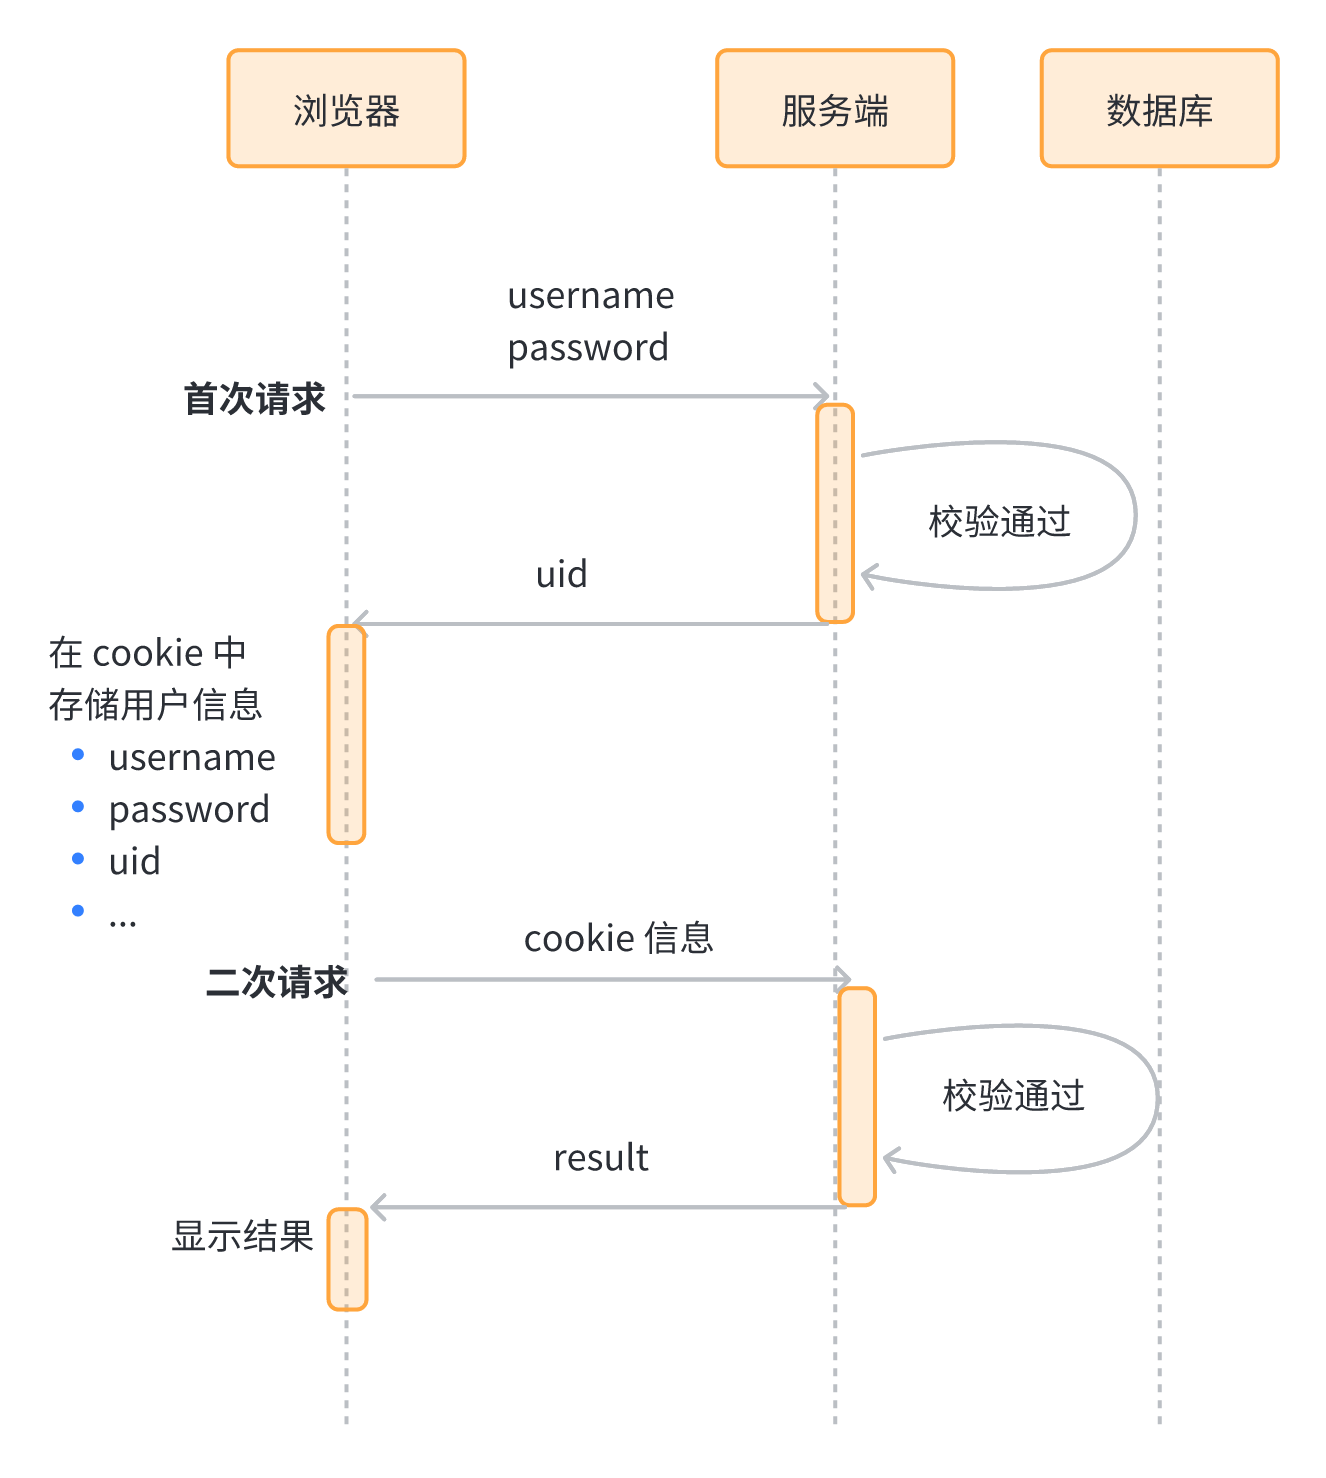 浏览器
服务端
数据库
username
password
首次请求
校验通过
uid
在 cookie 中
存储用户信息
username
password
uid
...
cookie 信息
二次请求
校验通过
result
显示结果